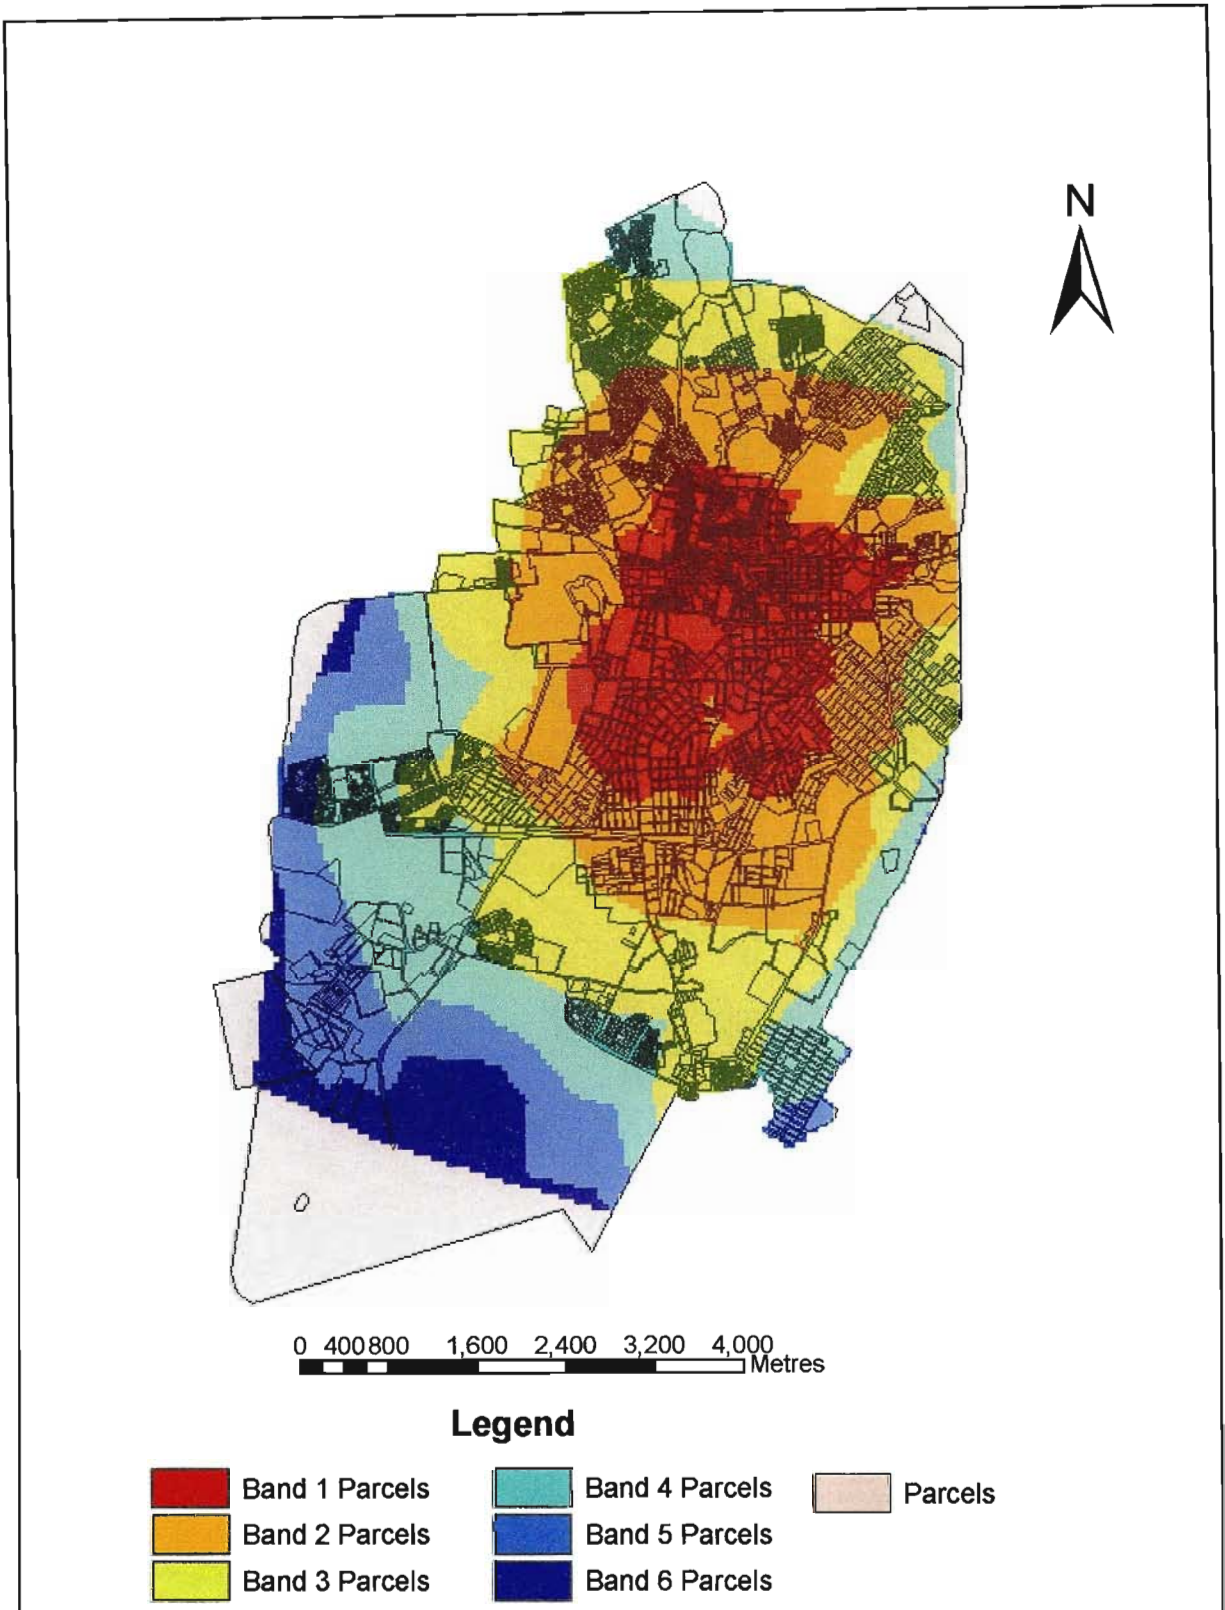 N
0 400 800 1,600 2,400 3,200 4,000
Metres
Legend
Band 1 Parcels
Band 2 Parcels
Band 3 Parcels
Band 4 Parcels
Band 5 Parcels
Band 6 Parcels
Parcels